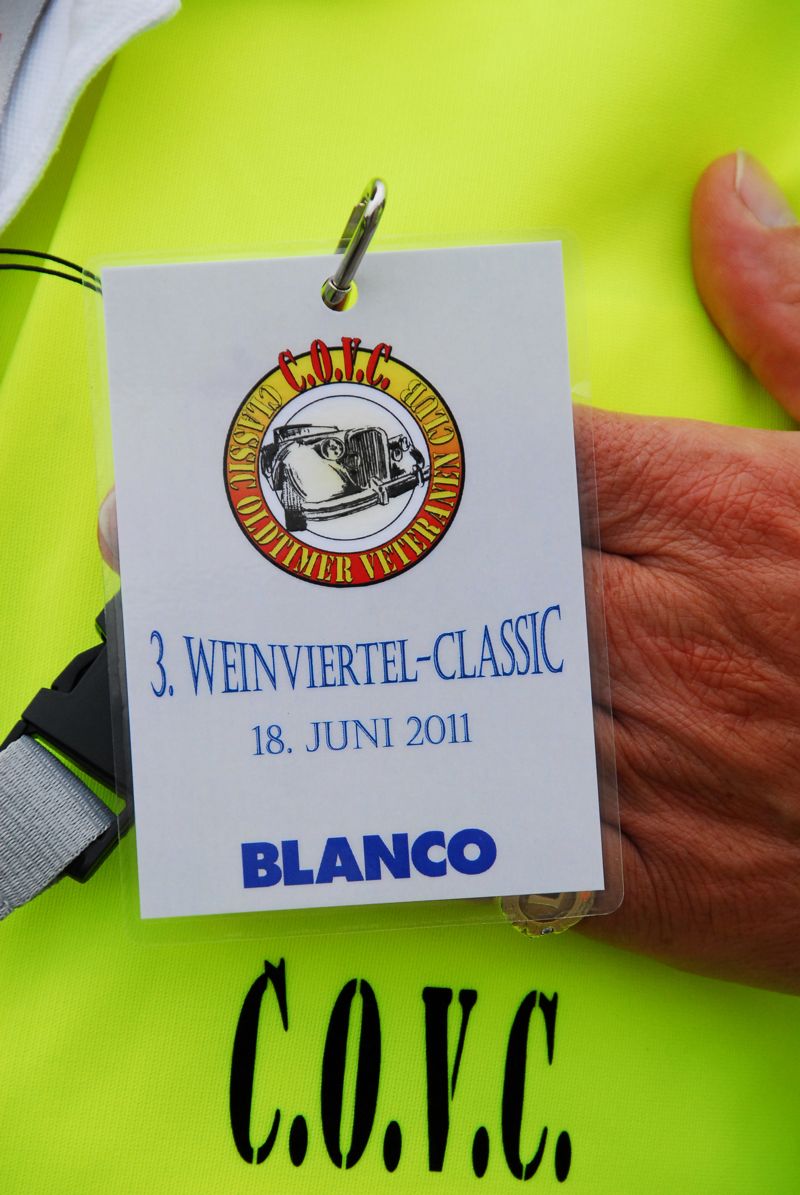 C.O.V.C.
CLASSIC OLDTIMER VETERANEN CLUB
3. WEINVIERTEL-CLASSIC
18. JUNI 2011
BLANCO
C.O.V.C.